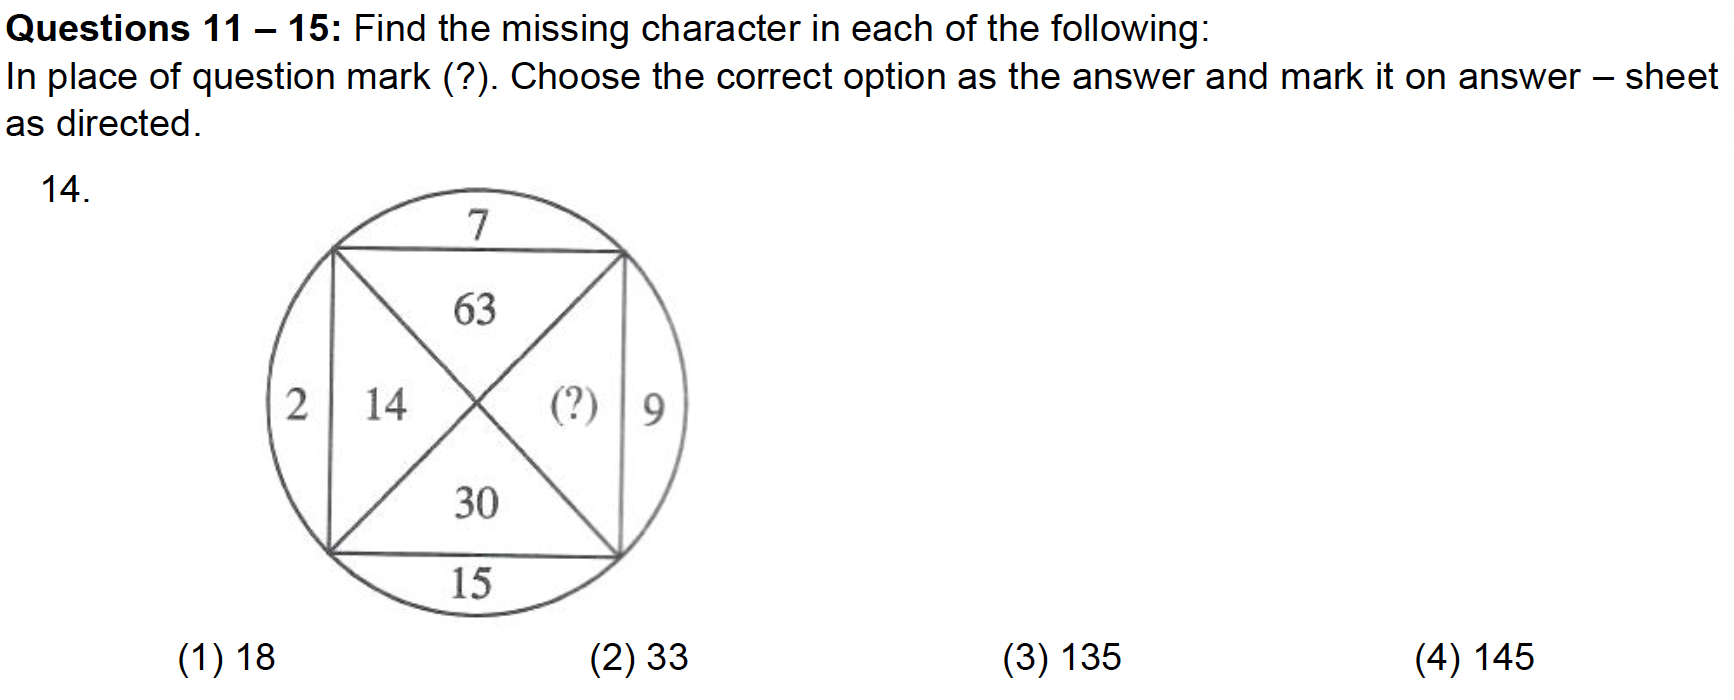 Questions 11 – 15: Find the missing character in each of the following:
In place of question mark (?). Choose the correct option as the answer and mark it on answer – sheet
as directed.
14.
7
63
2 14 (?) 9
30
15
(1) 18 (2) 33 (3) 135 (4) 145